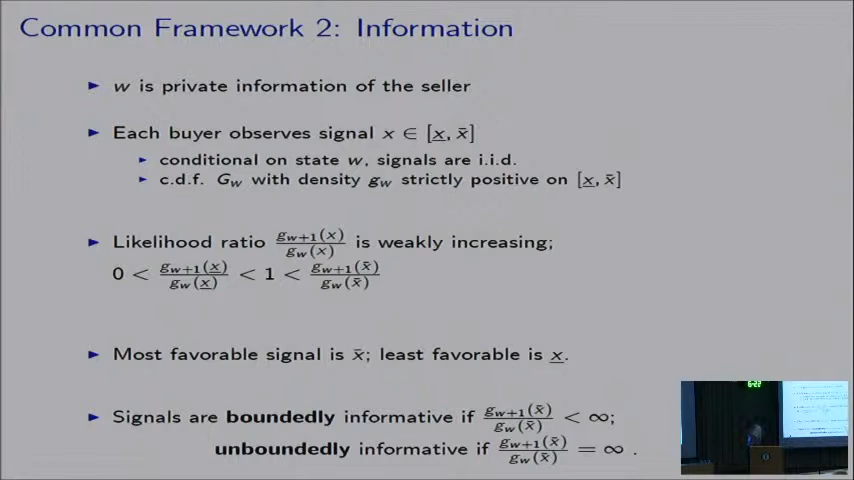 Common Framework 2: Information
▶ w is private information of the seller
▶ Each buyer observes signal x ∈ [x̲, x̄]
▶ conditional on state w, signals are i.i.d.
▶ c.d.f. G_w with density g_w strictly positive on [x̲, x̄]
▶ Likelihood ratio g_{w+1}(x)/g_w(x) is weakly increasing;
0 < g_{w+1}(x̲)/g_w(x̲) < 1 < g_{w+1}(x̄)/g_w(x̄)
▶ Most favorable signal is x̄; least favorable is x̲.
▶ Signals are boundedly informative if g_{w+1}(x̄)/g_w(x̄) < ∞;
unboundedly informative if g_{w+1}(x̄)/g_w(x̄) = ∞ .